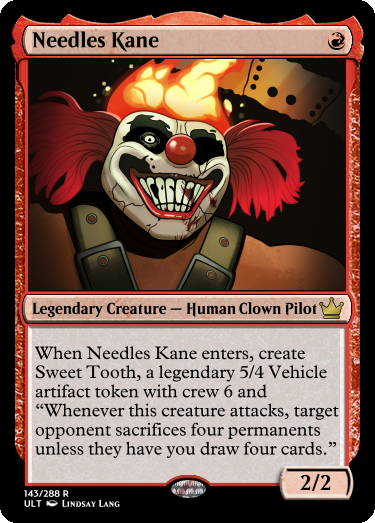 Needles Kane
Legendary Creature — Human Clown Pilot
When Needles Kane enters, create
Sweet Tooth, a legendary 5/4 Vehicle
artifact token with crew 6 and
“Whenever this creature attacks, target
opponent sacrifices four permanents
unless they have you draw four cards.”
2/2
143/288 R
ULT Lindsay Lang